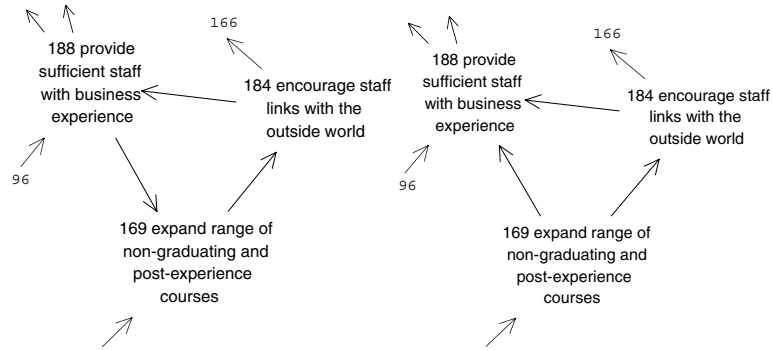 166
188 provide
sufficient staff
with business
experience
184 encourage staff
links with the
outside world
96
169 expand range of
non-graduating and
post-experience
courses
166
188 provide
sufficient staff
with business
experience
184 encourage staff
links with the
outside world
96
169 expand range of
non-graduating and
post-experience
courses